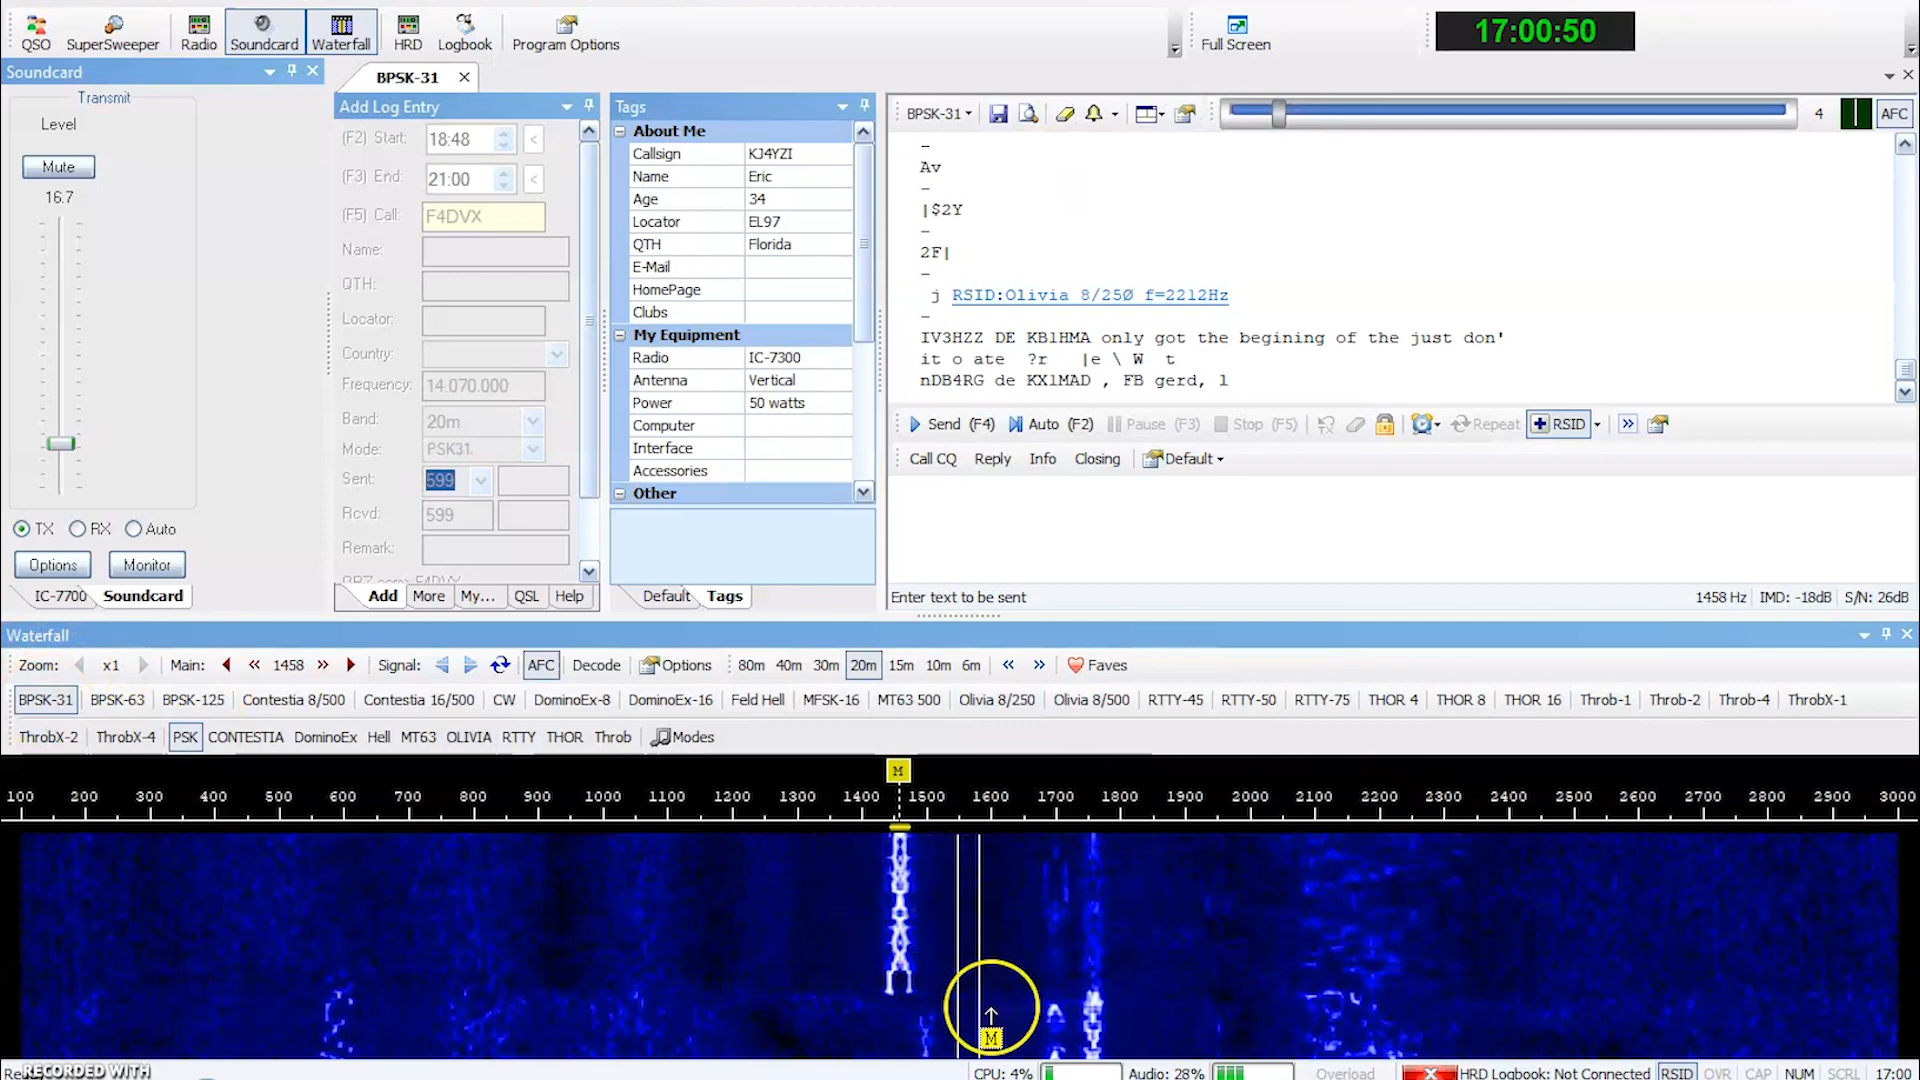 QSO SuperSweeper Radio Soundcard Waterfall HRD Logbook Program Options Full Screen 17:00:50
Soundcard
Transmit
Level
Mute
16.7
TX RX Auto
Options Monitor
IC-7700 Soundcard
BPSK-31
Add Log Entry
(F2) Start: 18:48 <
(F3) End: 21:00 <
(F5) Call: F4DVX
Name:
QTH:
Locator:
Country:
Frequency: 14.070.000
Band: 20m
Mode: PSK31.
Sent: 599
Rcvd: 599
Remark:
Add More My... QSL Help
Tags
About Me
Callsign KJ4YZI
Name Eric
Age 34
Locator EL97
QTH Florida
E-Mail
HomePage
Clubs
My Equipment
Radio IC-7300
Antenna Vertical
Power 50 watts
Computer
Interface
Accessories
Other
Default Tags
BPSK-31 4 AFC
Av
|$2Y
2F|
j RSID:Olivia 8/250 f=2212Hz
IV3HZZ DE KB1HMA only got the begining of the just don'
it o ate ?r |e \ W t
nDB4RG de KX1MAD , FB gerd, l
Send (F4) Auto (F2) Pause (F3) Stop (F5) Repeat RSID
Call CQ Reply Info Closing Default
Enter text to be sent 1458 Hz IMD: -18dB S/N: 26dB
Waterfall
Zoom: x1 Main: 1458 Signal: AFC Decode Options 80m 40m 30m 20m 15m 10m 6m Faves
BPSK-31 BPSK-63 BPSK-125 Contestia 8/500 Contestia 16/500 CW DominoEx-8 DominoEx-16 Feld Hell MFSK-16 MT63 500 Olivia 8/250 Olivia 8/500 RTTY-45 RTTY-50 RTTY-75 THOR 4 THOR 8 THOR 16 Throb-1 Throb-2 Throb-4 ThrobX-1
ThrobX-2 ThrobX-4 PSK CONTESTIA DominoEx Hell MT63 OLIVIA RTTY THOR Throb Modes
M
100 200 300 400 500 600 700 800 900 1000 1100 1200 1300 1400 1500 1600 1700 1800 1900 2000 2100 2200 2300 2400 2500 2600 2700 2800 2900 3000
M
RECORDED WITH CPU: 4% Audio: 28% Overload HRD Logbook: Not Connected RSID OVR CAP NUM SCRL 17:00